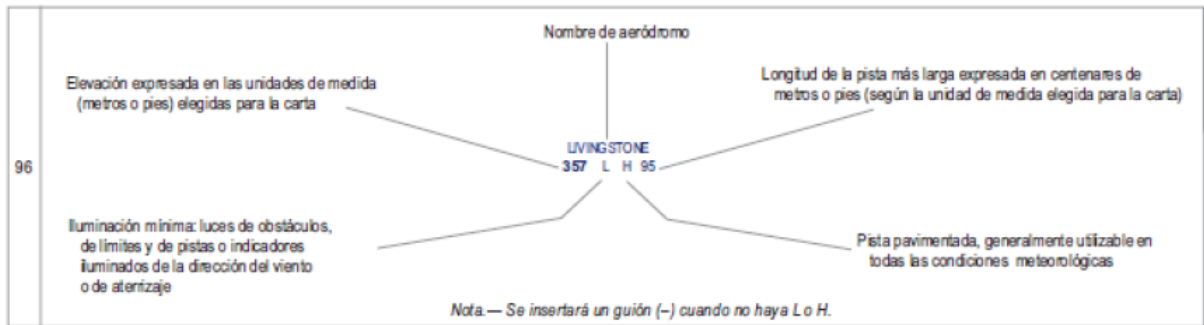 Nombre de aeródromo
Elevación expresada en las unidades de medida
(metros o pies) elegidas para la carta
Longitud de la pista más larga expresada en centenares de
metros o pies (según la unidad de medida elegida para la carta)
96
LIVINGSTONE
357 L H 95
Iluminación mínima: luces de obstáculos,
de límites y de pistas o indicadores
iluminados de la dirección del viento
o de aterrizaje
Pista pavimentada, generalmente utilizable en
todas las condiciones meteorológicas
Nota.— Se insertará un guión (–) cuando no haya L o H.